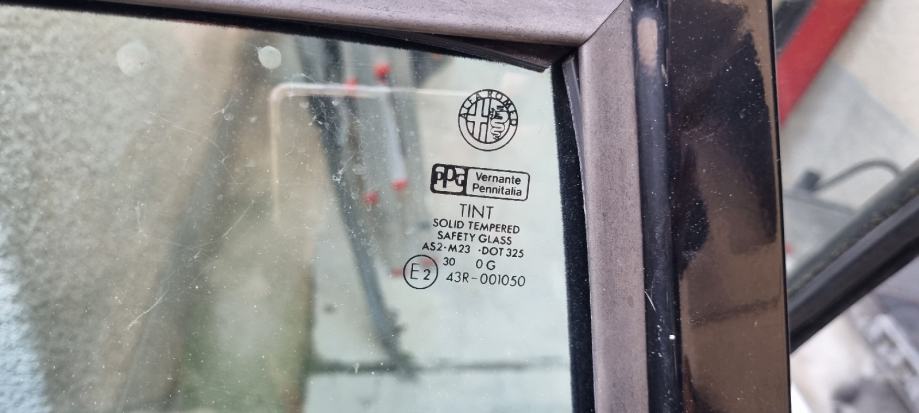 ALFA ROMEO
PPG Vernante
Pennitalia
TINT
SOLID TEMPERED
SAFETY GLASS
AS2-M23 -DOT 325
30 0 G
E2 43R-001050